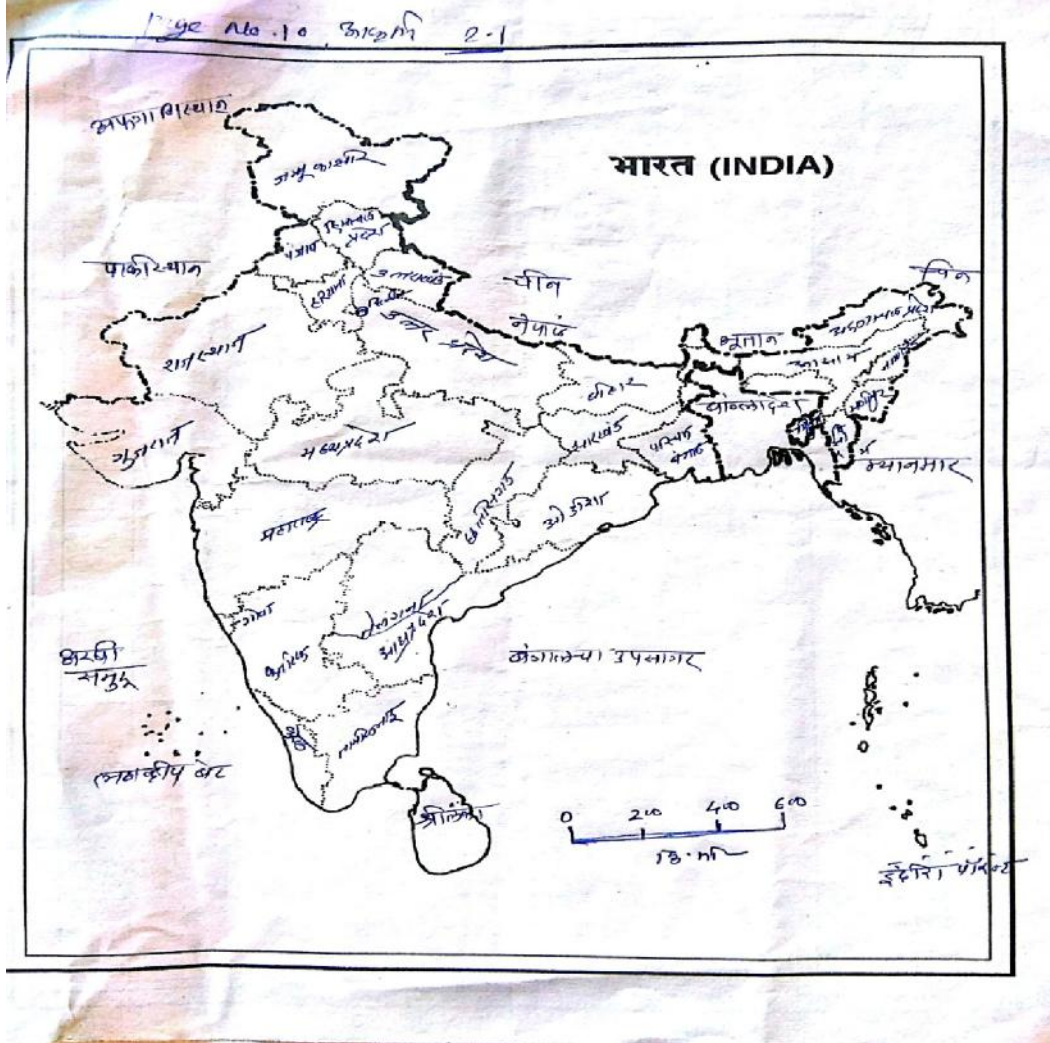 Page No. 10 आकृती 2.1
अफगाणिस्थान
भारत (INDIA)
जम्मू काश्मीर
हिमाचल
प्रदेश
पंजाब
पाकीस्थान
उत्तराखंड
चीन
चिन
हरियाणा
दिल्ली
नेपाळ
उत्तर प्रदेश
भूतान
अरुणाचल प्रदेश
आसाम
राजस्थान
बिहार
बांग्लादेश
मणिपूर
गुजरात
मध्यप्रदेश
झारखंड
पश्चिम
बंगाल
म्यानमार
छत्तीसगड
ओडीशा
महाराष्ट्र
तेलंगणा
गोवा
आंध्रप्रदेश
अरबी
समुद्र
कर्नाटक
बंगालच्या उपसागर
केरळ
तामिळनाडू
लक्षद्वीप बेट
श्रीलंका
0 200 400 600
कि.मी
इंदिरा पॉइंट